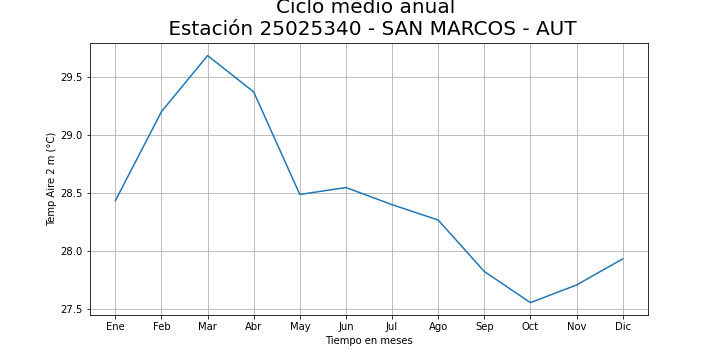 Ciclo medio anual
Estación 25025340 - SAN MARCOS - AUT
Temp Aire 2 m (°C)
29.5
29.0
28.5
28.0
27.5
Ene Feb Mar Abr May Jun Jul Ago Sep Oct Nov Dic
Tiempo en meses